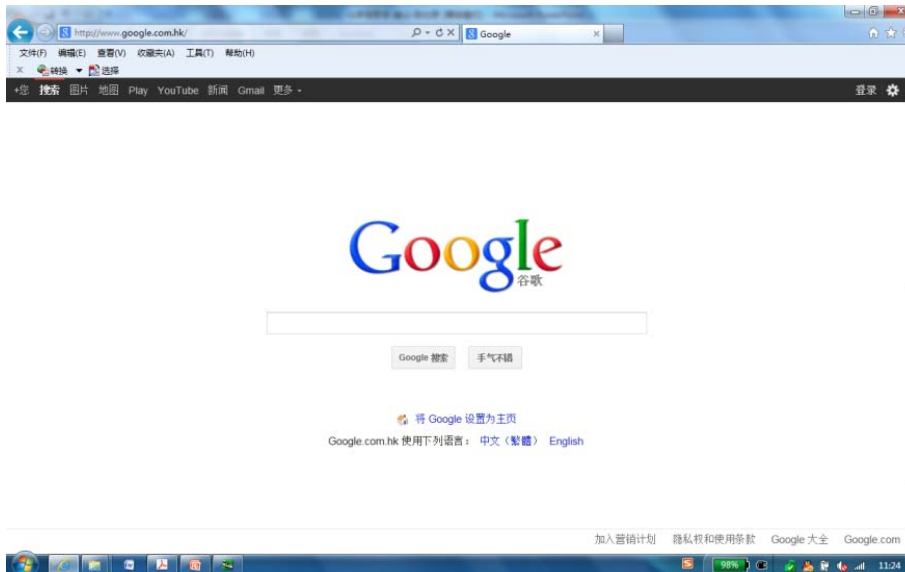 http://www.google.com.hk/
Google
文件(F) 编辑(E) 查看(V) 收藏夹(A) 工具(T) 帮助(H)
转换 选择
+您 搜索 图片 地图 Play YouTube 新闻 Gmail 更多 登录
Google
谷歌
Google 搜索 手气不错
将 Google 设置为主页
Google.com.hk 使用下列语言： 中文（繁體） English
加入营销计划 隐私权和使用条款 Google 大全 Google.com
98% 11:24